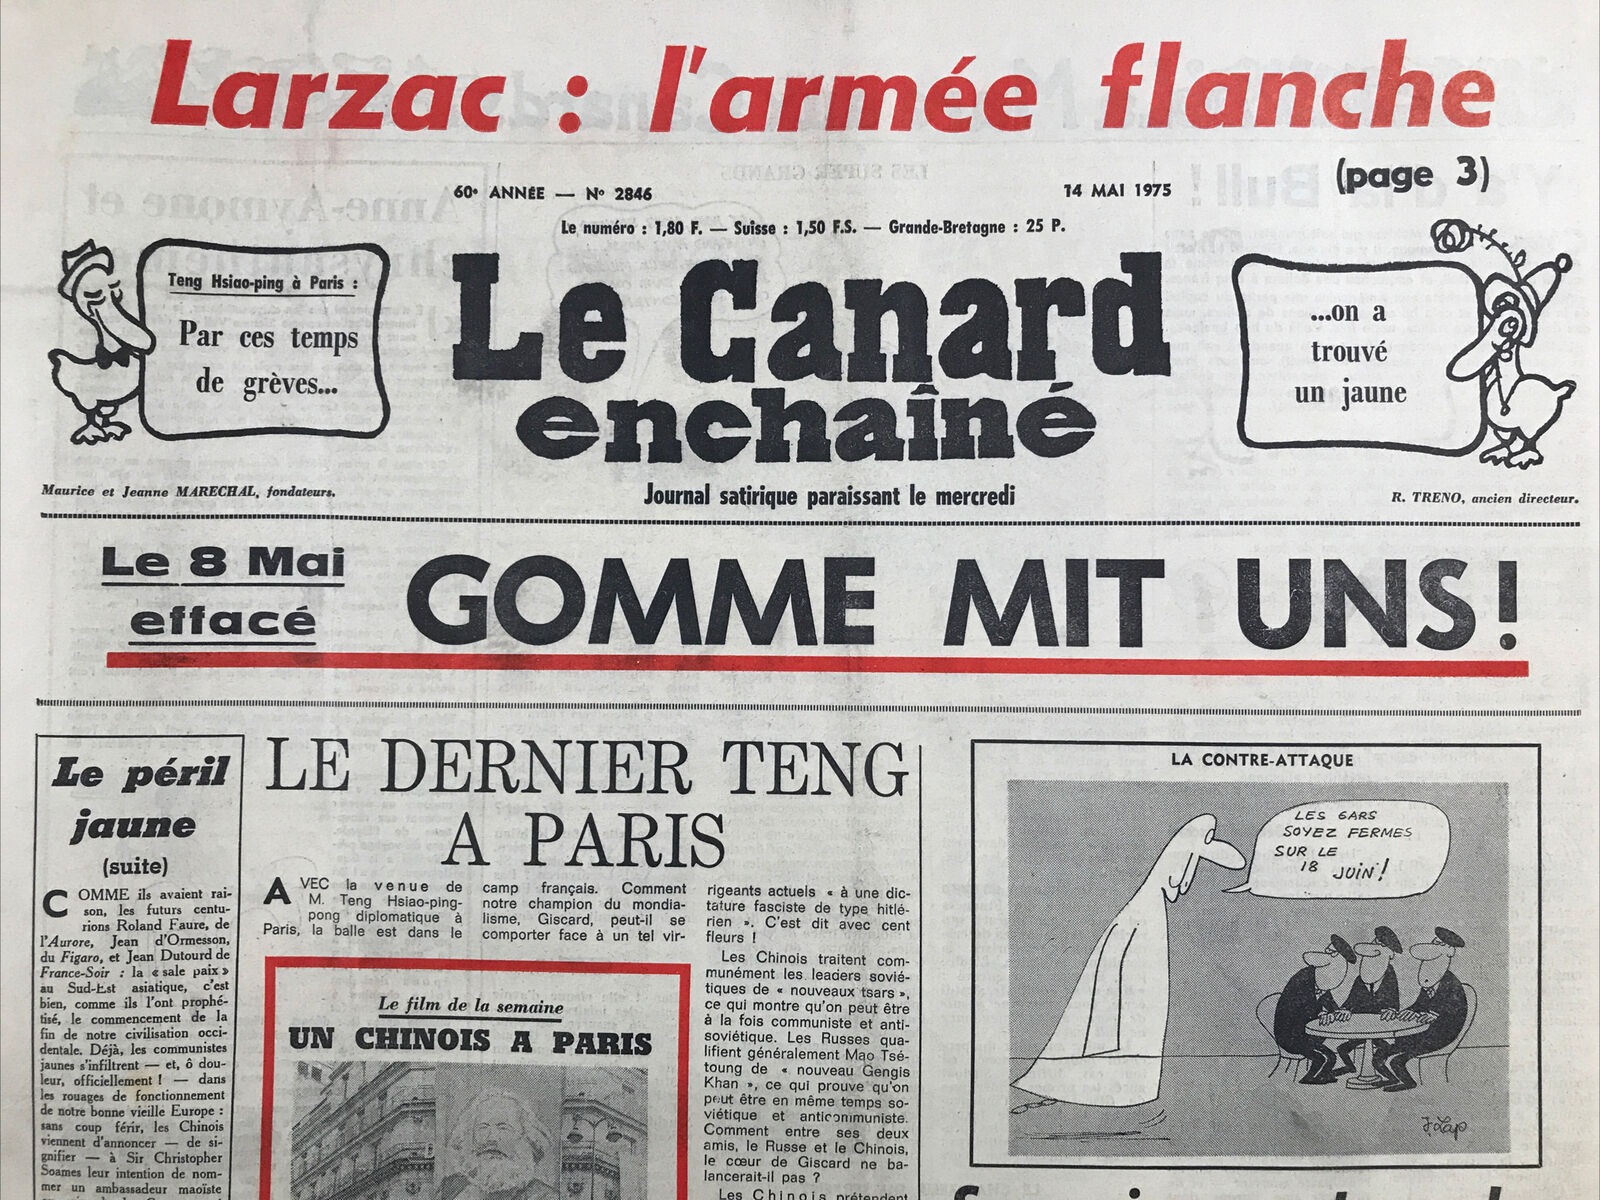 Larzac : l'armée flanche
(page 3)
60e ANNÉE — No 2846
14 MAI 1975
Le numéro : 1,80 F. — Suisse : 1,50 F.S. — Grande-Bretagne : 25 P.
Teng Hsiao-ping à Paris :
Par ces temps
de grèves...
Le Canard
enchaîné
...on a
trouvé
un jaune
Maurice et Jeanne MARECHAL, fondateurs.
Journal satirique paraissant le mercredi
R. TRENO, ancien directeur.
Le 8 Mai
effacé
GOMME MIT UNS!
Le péril
jaune
(suite)
COMME ils avaient rai-
son, les futurs centu-
rions Roland Faure, de
l'Aurore, Jean d'Ormesson,
du Figaro, et Jean Dutourd de
France-Soir : la « sale paix »
au Sud-Est asiatique, c'est
bien, comme ils l'ont prophé-
tisé, le commencement de la
fin de notre civilisation occi-
dentale. Déjà, les communistes
jaunes s'infiltrent — et, ô dou-
leur, officiellement ! — dans
les rouages de fonctionnement
de notre bonne vieille Europe :
sans coup férir, les Chinois
viennent d'annoncer — de si-
gnifier — à Sir Christopher
Soames leur intention de nom-
mer un ambassadeur maoïste
LE DERNIER TENG
A PARIS
AVEC la venue de
M. Teng Hsiao-ping-
pong diplomatique à
Paris, la balle est dans le
camp français. Comment
notre champion du mondia-
lisme, Giscard, peut-il se
comporter face à un tel vir-
rigeants actuels « à une dic-
tature fasciste de type hitlé-
rien ». C'est dit avec cent
fleurs !
Les Chinois traitent com-
munément les leaders sovié-
tiques de « nouveaux tsars »,
ce qui montre qu'on peut être
à la fois communiste et anti-
soviétique. Les Russes qua-
lifient généralement Mao Tsé-
toung de « nouveau Gengis
Khan », ce qui prouve qu'on
peut être en même temps so-
viétique et anticommuniste.
Comment entre ses deux
amis, le Russe et le Chinois,
le cœur de Giscard ne ba-
lancerait-il pas ?
Les Chinois prétendent
Le film de la semaine
UN CHINOIS A PARIS
LA CONTRE-ATTAQUE
LES GARS
SOYEZ FERMES
SUR LE
18 JUIN !
J. Lap